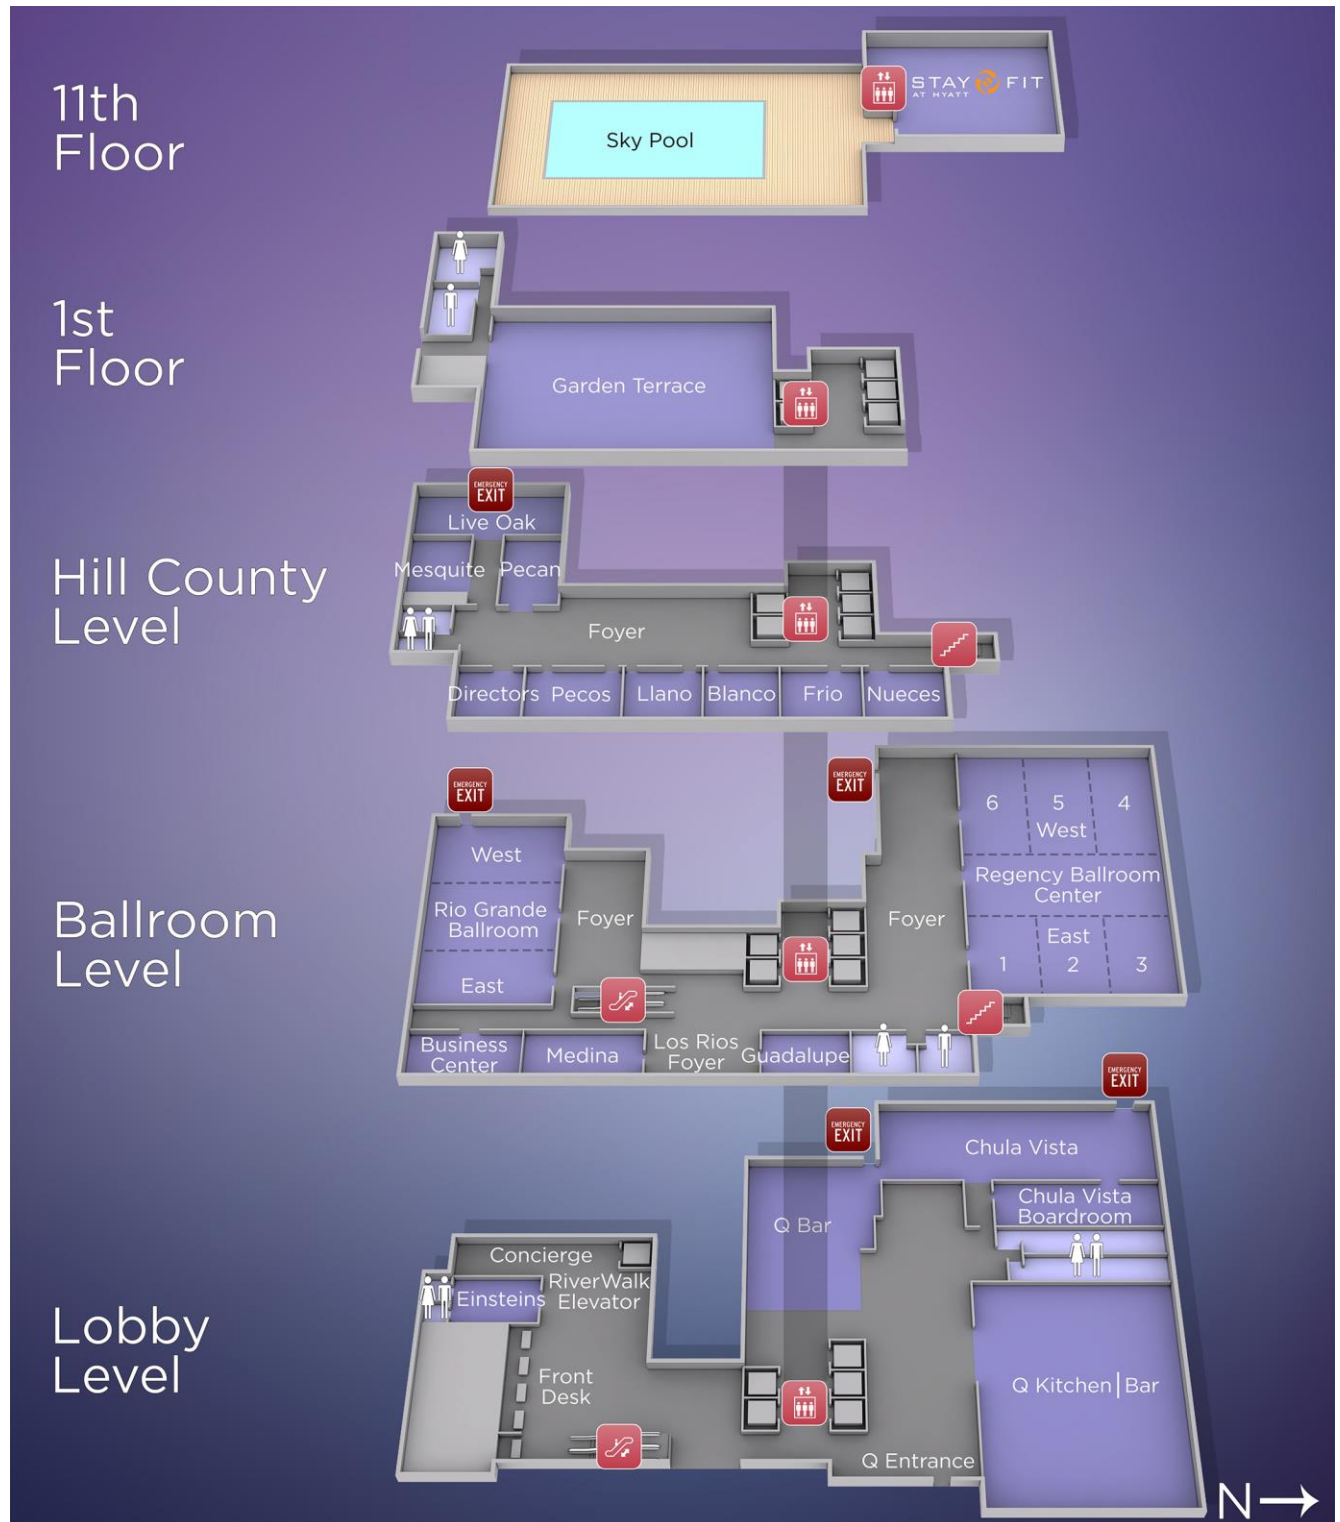 11th
Floor
STAY FIT
AT HYATT
Sky Pool
1st
Floor
Garden Terrace
Hill County
Level
EMERGENCY
EXIT
Live Oak
Mesquite
Pecan
Foyer
Directors
Pecos
Llano
Blanco
Frio
Nueces
Ballroom
Level
EMERGENCY
EXIT
EMERGENCY
EXIT
West
Rio Grande
Ballroom
East
Foyer
Foyer
6 5 4
West
Regency Ballroom
Center
East
1 2 3
Business
Center
Medina
Los Rios
Foyer
Guadalupe
Lobby
Level
EMERGENCY
EXIT
EMERGENCY
EXIT
Chula Vista
Chula Vista
Boardroom
Q Bar
Concierge
RiverWalk
Elevator
Einsteins
Front
Desk
Q Kitchen|Bar
Q Entrance
N